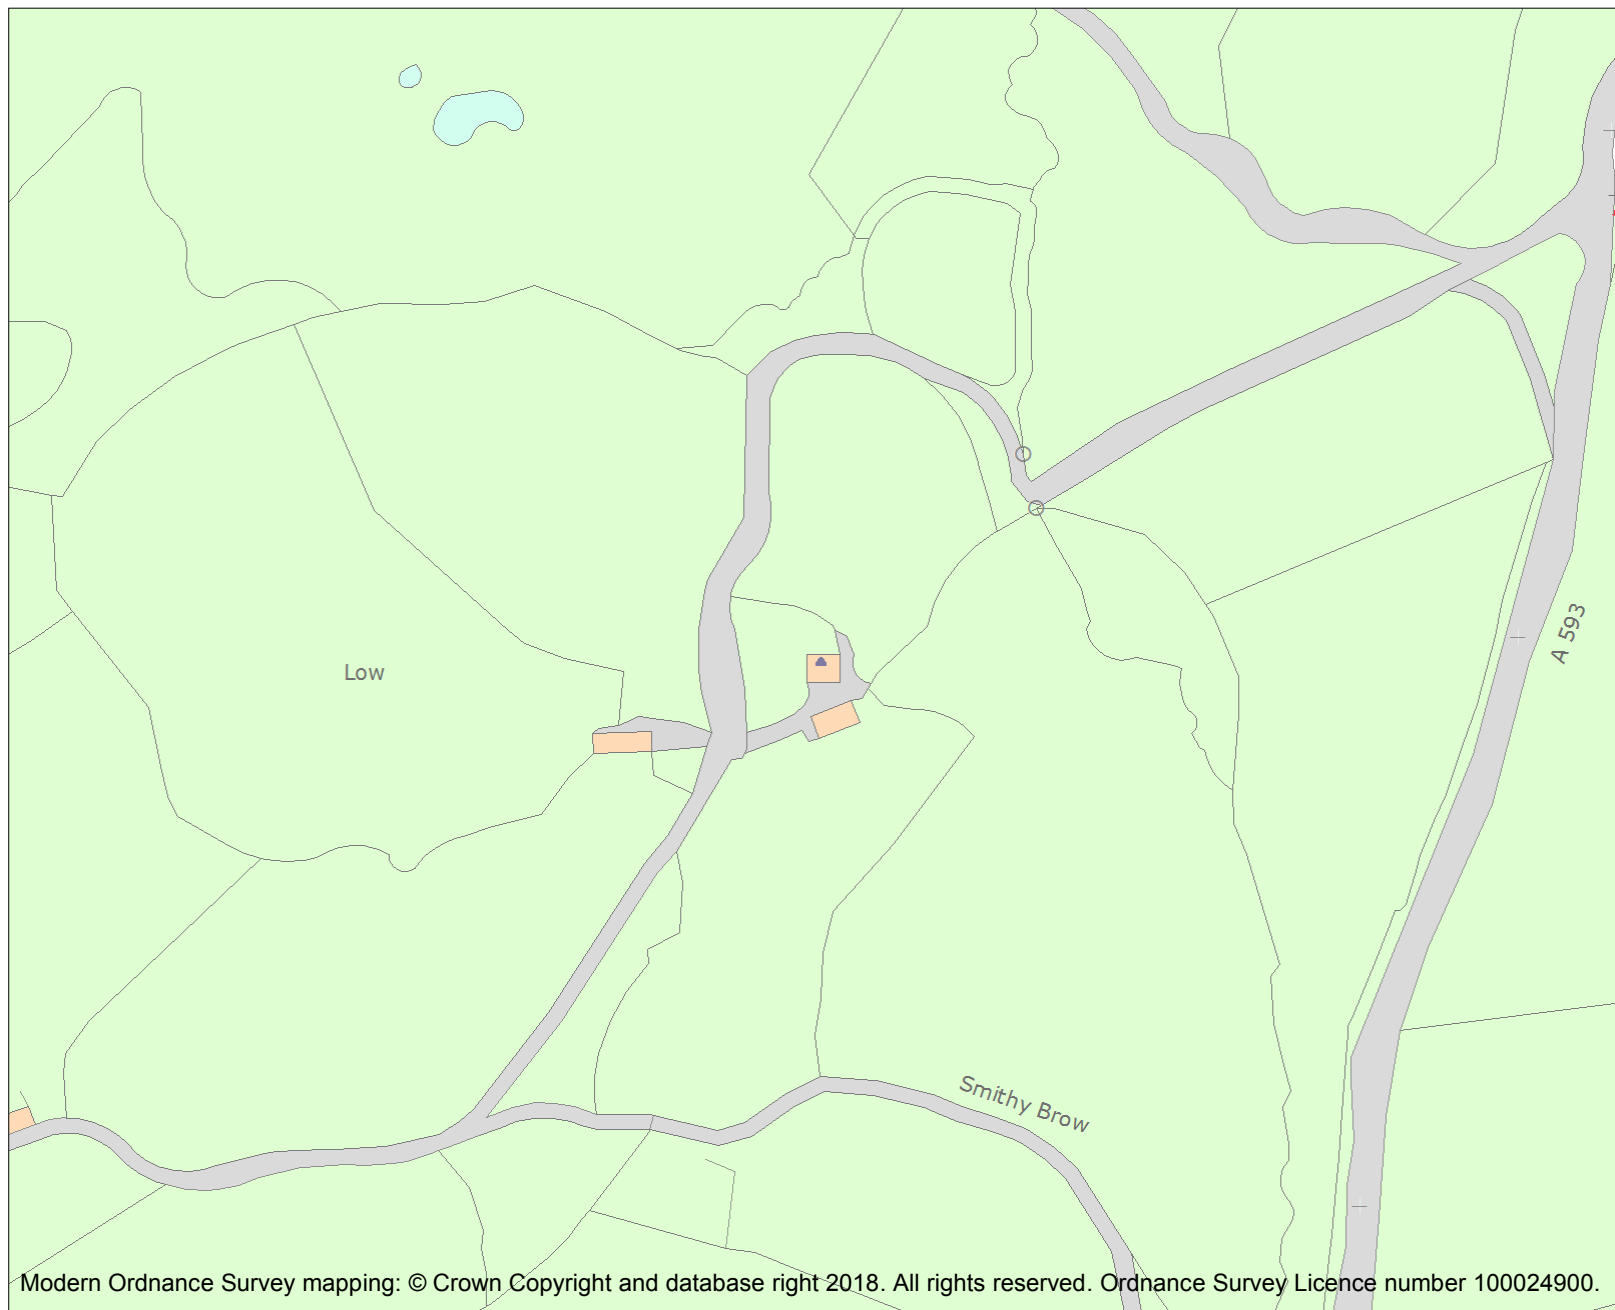 A 593
Low
Smithy Brow
Modern Ordnance Survey mapping: © Crown Copyright and database right 2018. All rights reserved. Ordnance Survey Licence number 100024900.